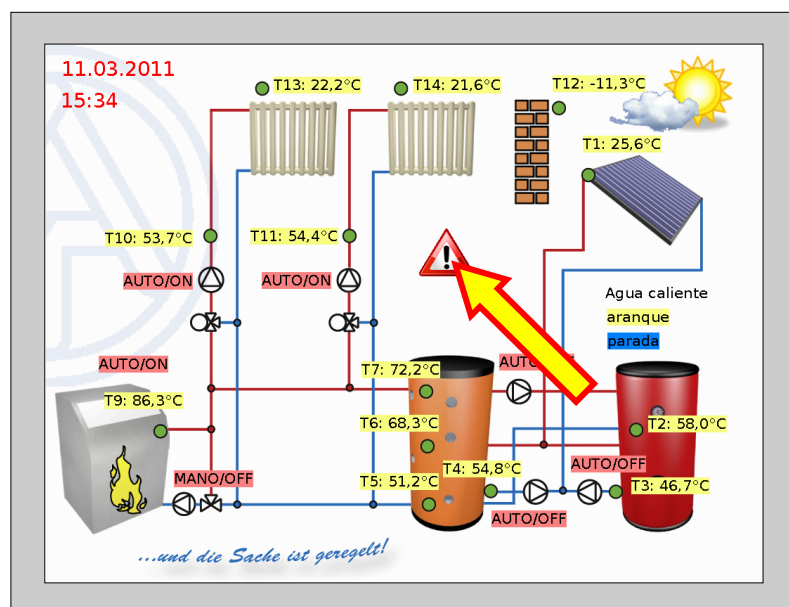 11.03.2011
15:34
T13: 22,2°C
T14: 21,6°C
T12: -11,3°C
T1: 25,6°C
T10: 53,7°C
T11: 54,4°C
AUTO/ON
AUTO/ON
Agua caliente
aranque
parada
AUTO/ON
T7: 72,2°C
T9: 86,3°C
T6: 68,3°C
T2: 58,0°C
T4: 54,8°C
AUTO/OFF
MANO/OFF
T5: 51,2°C
T3: 46,7°C
AUTO/OFF
...und die Sache ist geregelt!